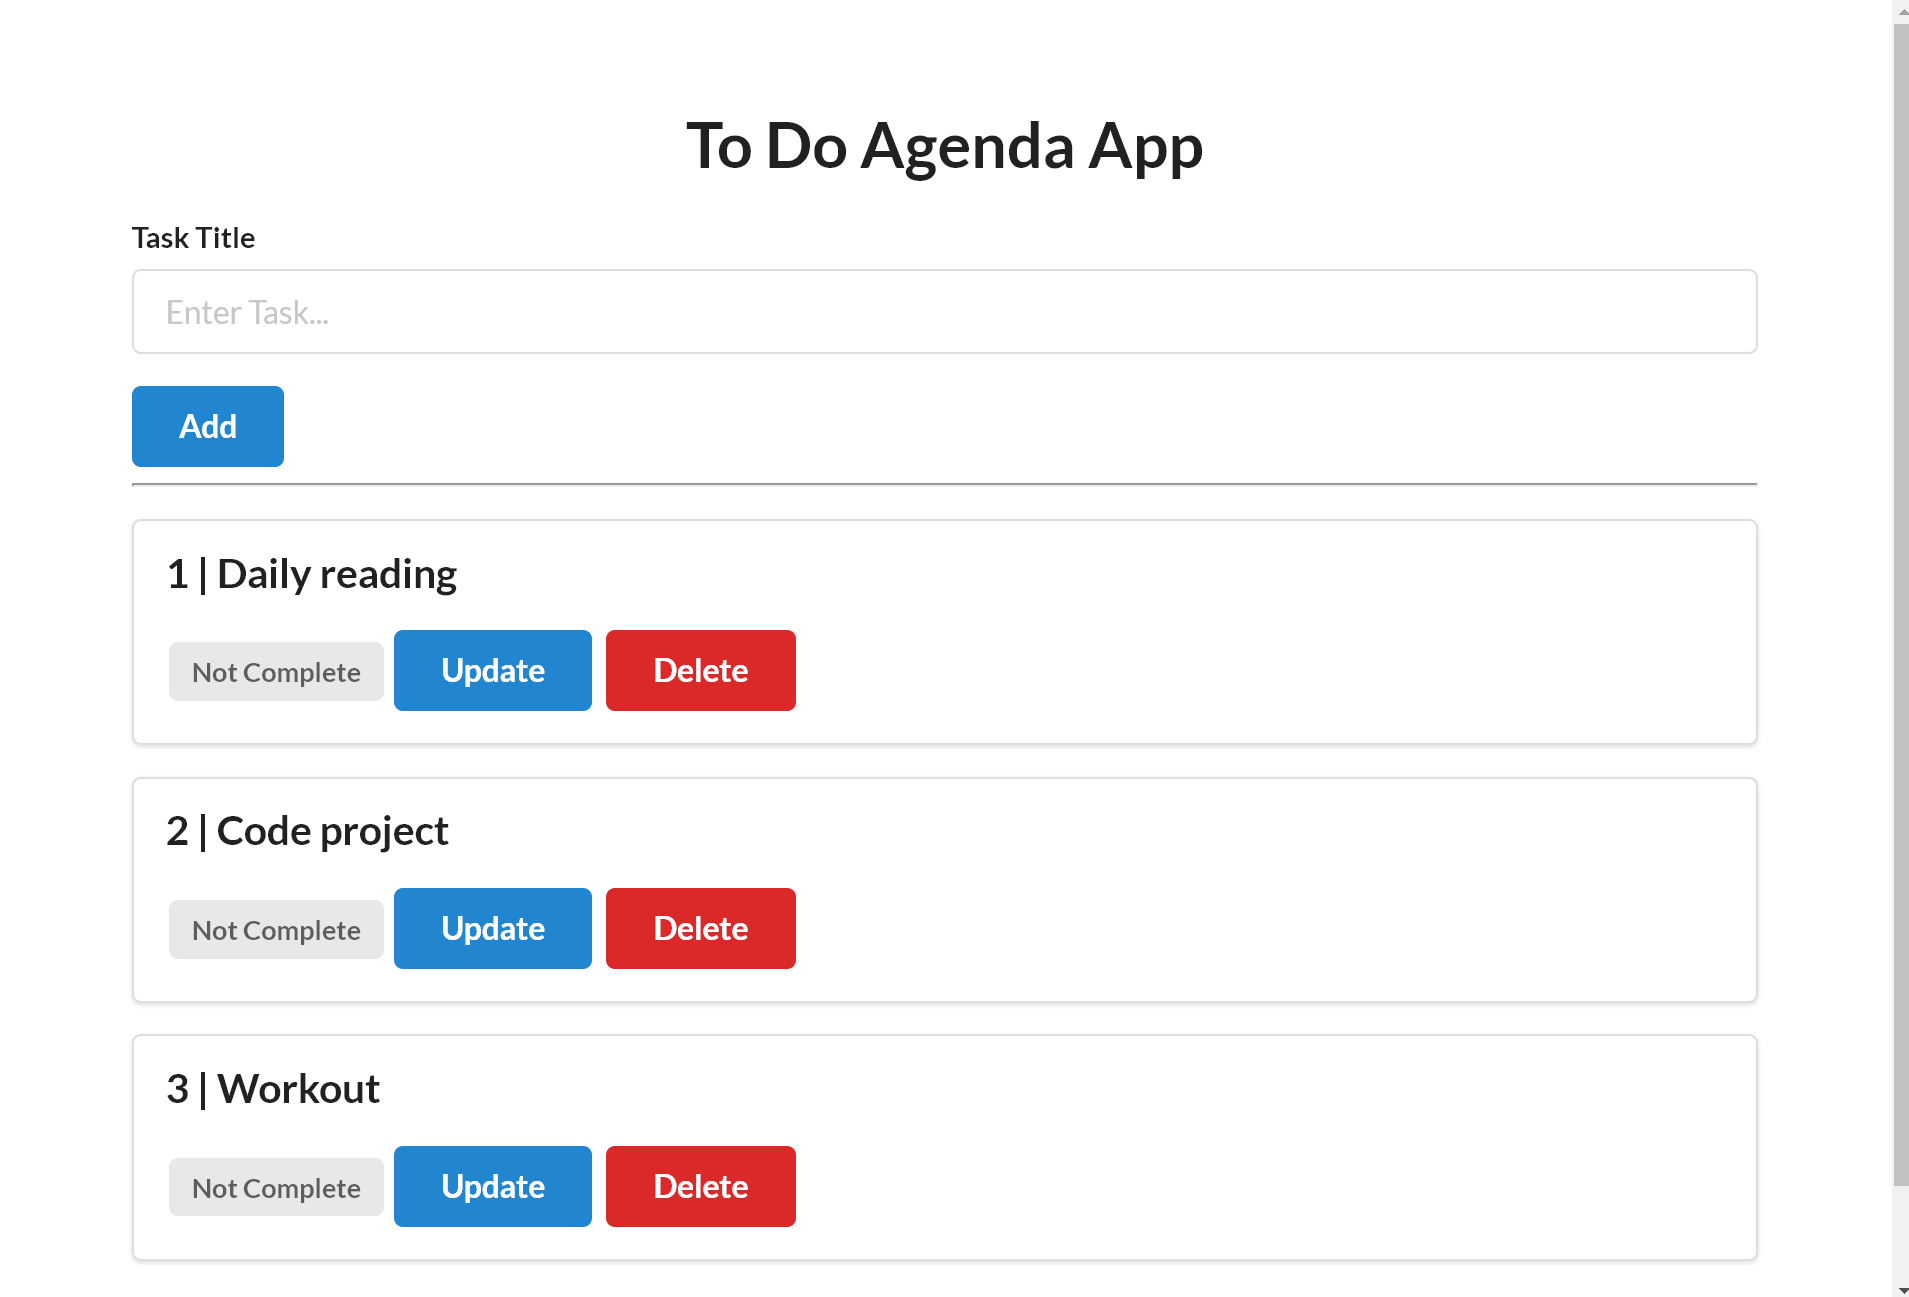 To Do Agenda App
Task Title
Enter Task...
Add
1 | Daily reading
Not Complete Update Delete
2 | Code project
Not Complete Update Delete
3 | Workout
Not Complete Update Delete